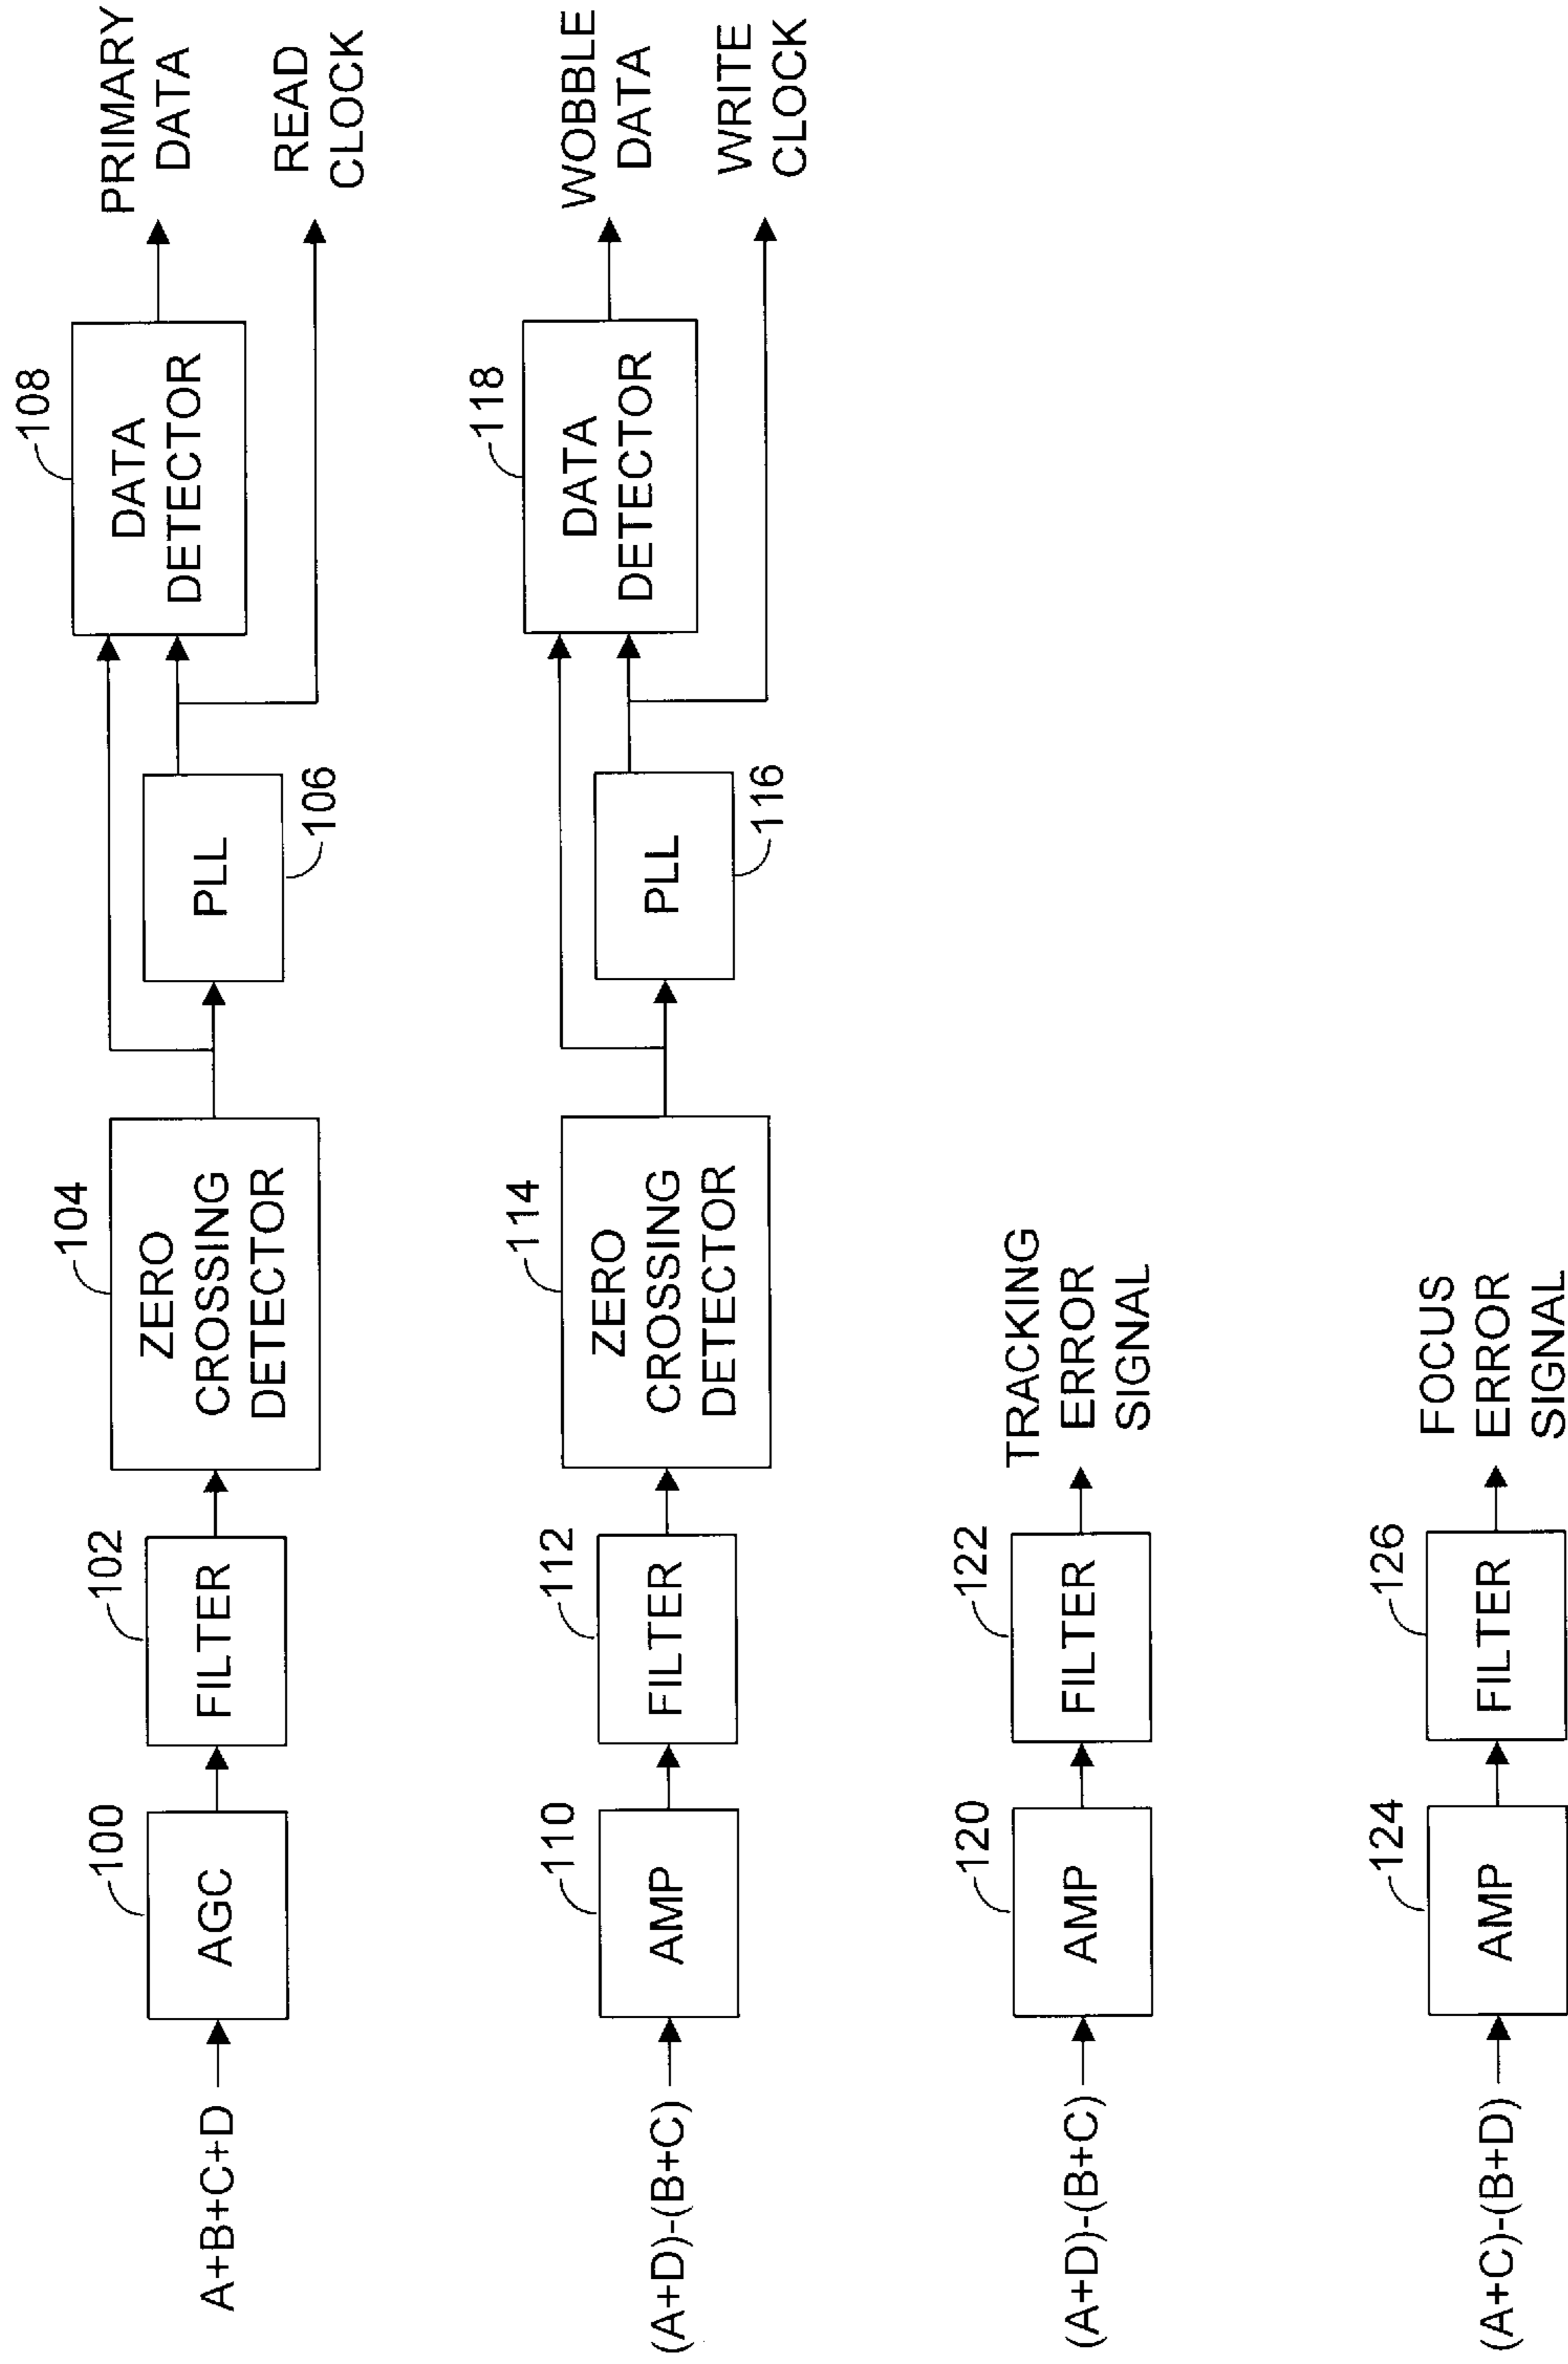 A+B+C+D
100
AGC
102
FILTER
104
ZERO
CROSSING
DETECTOR
106
PLL
108
DATA
DETECTOR
PRIMARY
DATA
READ
CLOCK
(A+D)-(B+C)
110
AMP
112
FILTER
114
ZERO
CROSSING
DETECTOR
116
PLL
118
DATA
DETECTOR
WOBBLE
DATA
WRITE
CLOCK
(A+D)-(B+C)
120
AMP
122
FILTER
TRACKING
ERROR
SIGNAL
(A+C)-(B+D)
124
AMP
126
FILTER
FOCUS
ERROR
SIGNAL